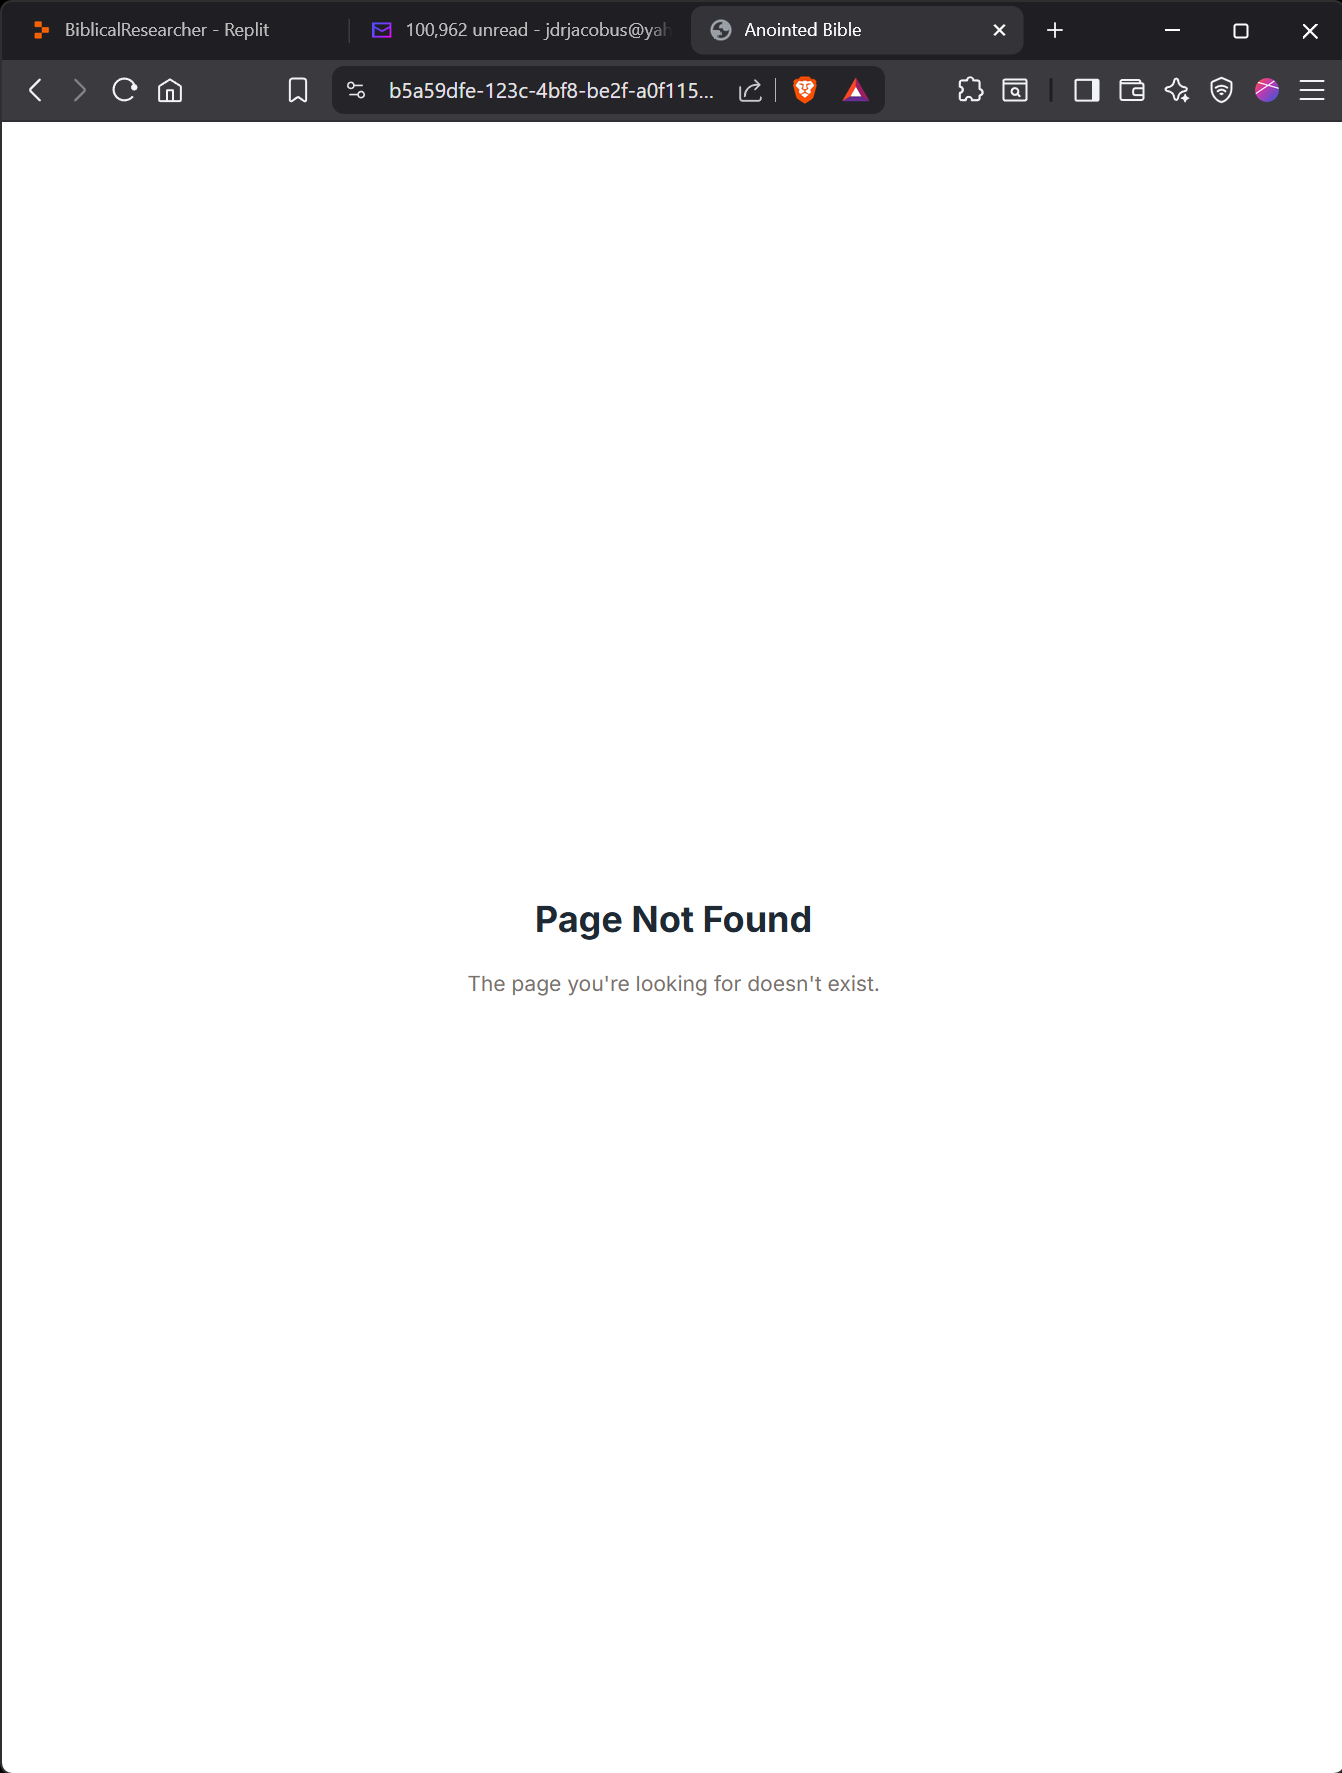 BiblicalResearcher - Replit
100,962 unread - jdrjacobus@yah
Anointed Bible
b5a59dfe-123c-4bf8-be2f-a0f115...
Page Not Found
The page you're looking for doesn't exist.